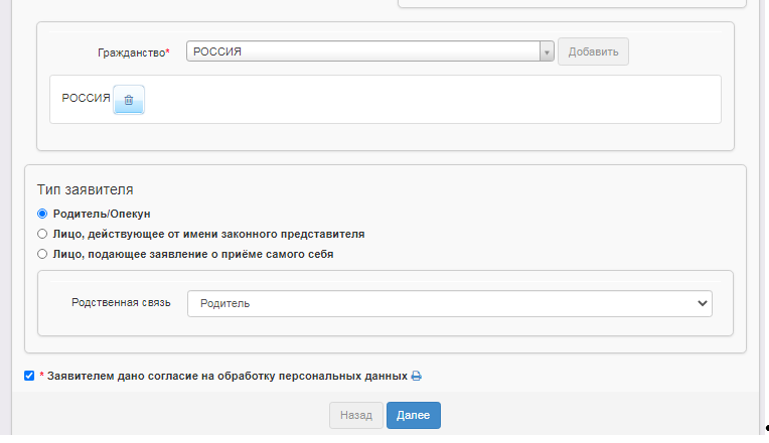 Гражданство* РОССИЯ Добавить
РОССИЯ
Тип заявителя
Родитель/Опекун
Лицо, действующее от имени законного представителя
Лицо, подающее заявление о приёме самого себя
Родственная связь Родитель
* Заявителем дано согласие на обработку персональных данных
Назад Далее